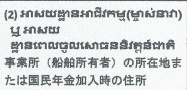 (2) អាសយដ្ឋានអាជីវកម្ម(ម្ចាស់នាវា)
ឬ អាសយ
ដ្ឋានពេលចូលសោធននិវត្តន៍ជាតិ
事業所（船舶所有者）の所在地ま
たは国民年金加入時の住所